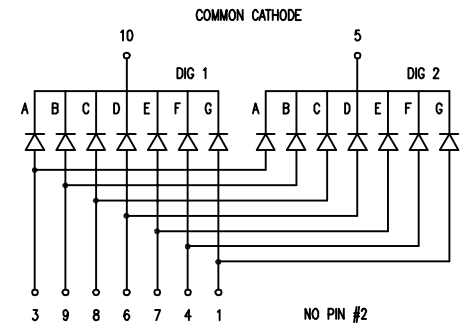 COMMON CATHODE
10 5
DIG 1 DIG 2
A B C D E F G A B C D E F G
3 9 8 6 7 4 1 NO PIN #2